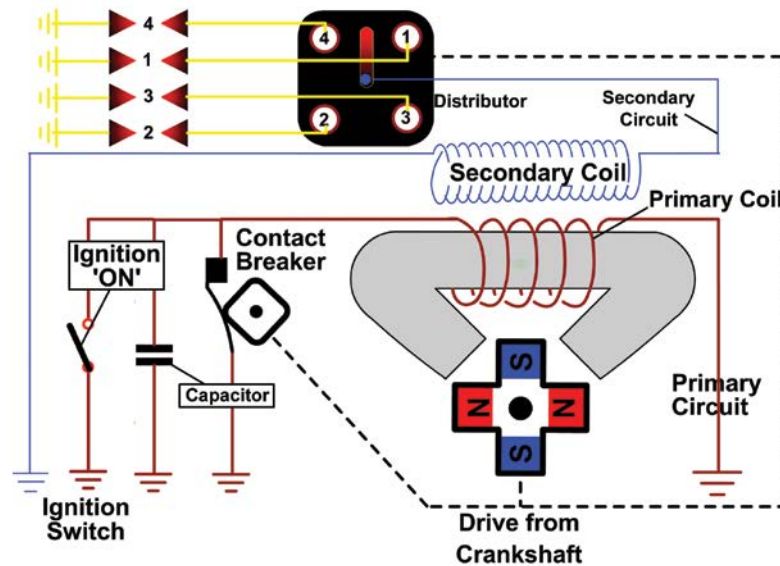 4
1
3
2
4
1
2
3
Distributor
Secondary
Circuit
Secondary Coil
Primary Coil
Contact
Breaker
Ignition
'ON'
Capacitor
S
N
N
S
Primary
Circuit
Ignition
Switch
Drive from
Crankshaft